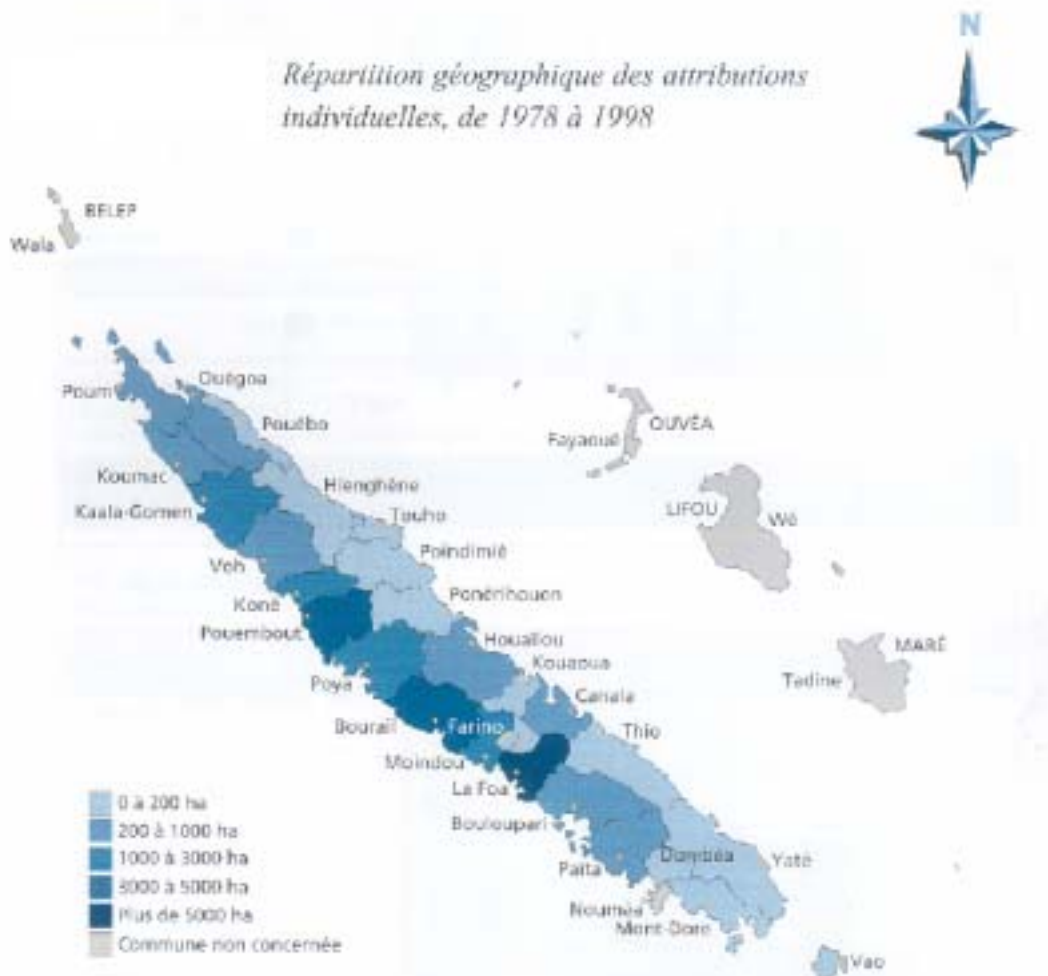 N
Répartition géographique des attributions
individuelles, de 1978 à 1998
BELEP
Wala
Poum
Ouégoa
Pouébo
Koumac
Hienghène
Kaala-Gomen
Touho
Poindimié
Voh
Ponérihouen
Koné
Pouembout
Houaïlou
Kouaoua
Poya
Canala
Bouraïl
Farino
Thio
Moindou
La Foa
Bouloupari
Dombéa
Yaté
Païta
Nouméa
Mont-Dore
Vao
Fayaoué
OUVÉA
LIFOU
Wé
MARÉ
Tadine
0 à 200 ha
200 à 1000 ha
1000 à 3000 ha
3000 à 5000 ha
Plus de 5000 ha
Commune non concernée